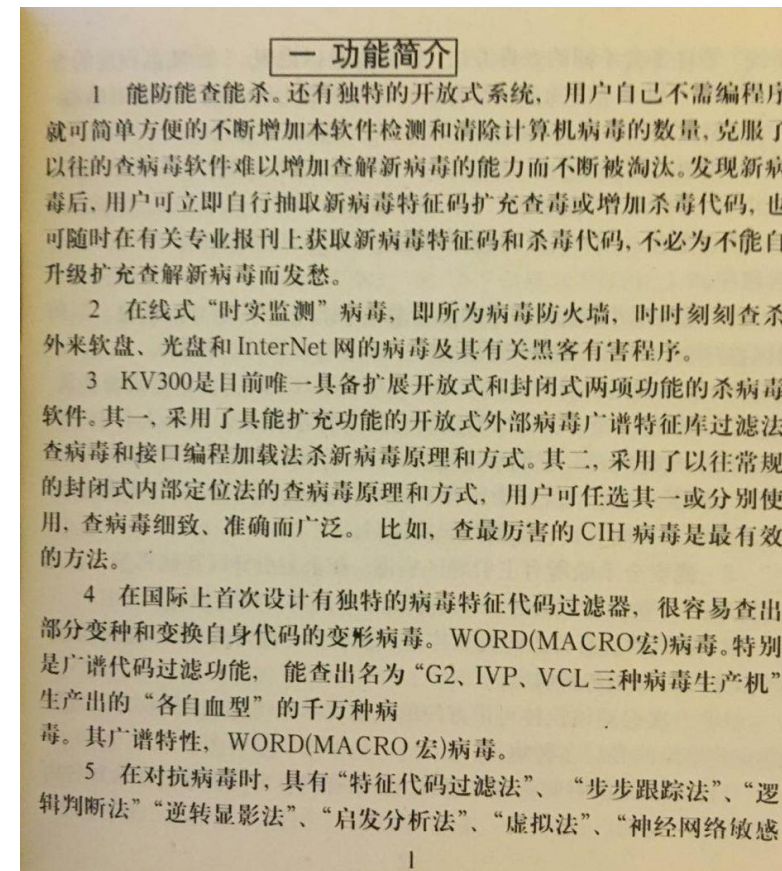 一 功能简介
1 能防能查能杀。还有独特的开放式系统，用户自己不需编程序
就可简单方便的不断增加本软件检测和清除计算机病毒的数量，克服了
以往的查病毒软件难以增加查解新病毒的能力而不断被淘汰。发现新病
毒后，用户可立即自行抽取新病毒特征码扩充查毒或增加杀毒代码，也
可随时在有关专业报刊上获取新病毒特征码和杀毒代码，不必为不能自
升级扩充查解新病毒而发愁。
2 在线式“时实监测”病毒，即所为病毒防火墙，时时刻刻查杀
外来软盘、光盘和 InterNet 网的病毒及其有关黑客有害程序。
3 KV300是目前唯一具备扩展开放式和封闭式两项功能的杀病毒
软件。其一，采用了具能扩充功能的开放式外部病毒广谱特征库过滤法
查病毒和接口编程加载法杀新病毒原理和方式。其二，采用了以往常规
的封闭式内部定位法的查病毒原理和方式，用户可任选其一或分别使
用，查病毒细致、准确而广泛。 比如，查最厉害的 CIH 病毒是最有效
的方法。
4 在国际上首次设计有独特的病毒特征代码过滤器，很容易查出
部分变种和变换自身代码的变形病毒。WORD(MACRO宏)病毒。特别
是广谱代码过滤功能，能查出名为“G2、IVP、VCL三种病毒生产机”
生产出的“各自血型”的千万种病
毒。其广谱特性，WORD(MACRO 宏)病毒。
5 在对抗病毒时，具有“特征代码过滤法”、“步步跟踪法”、“逻
辑判断法”“逆转显影法”、“启发分析法”、“虚拟法”、“神经网络敏感
1